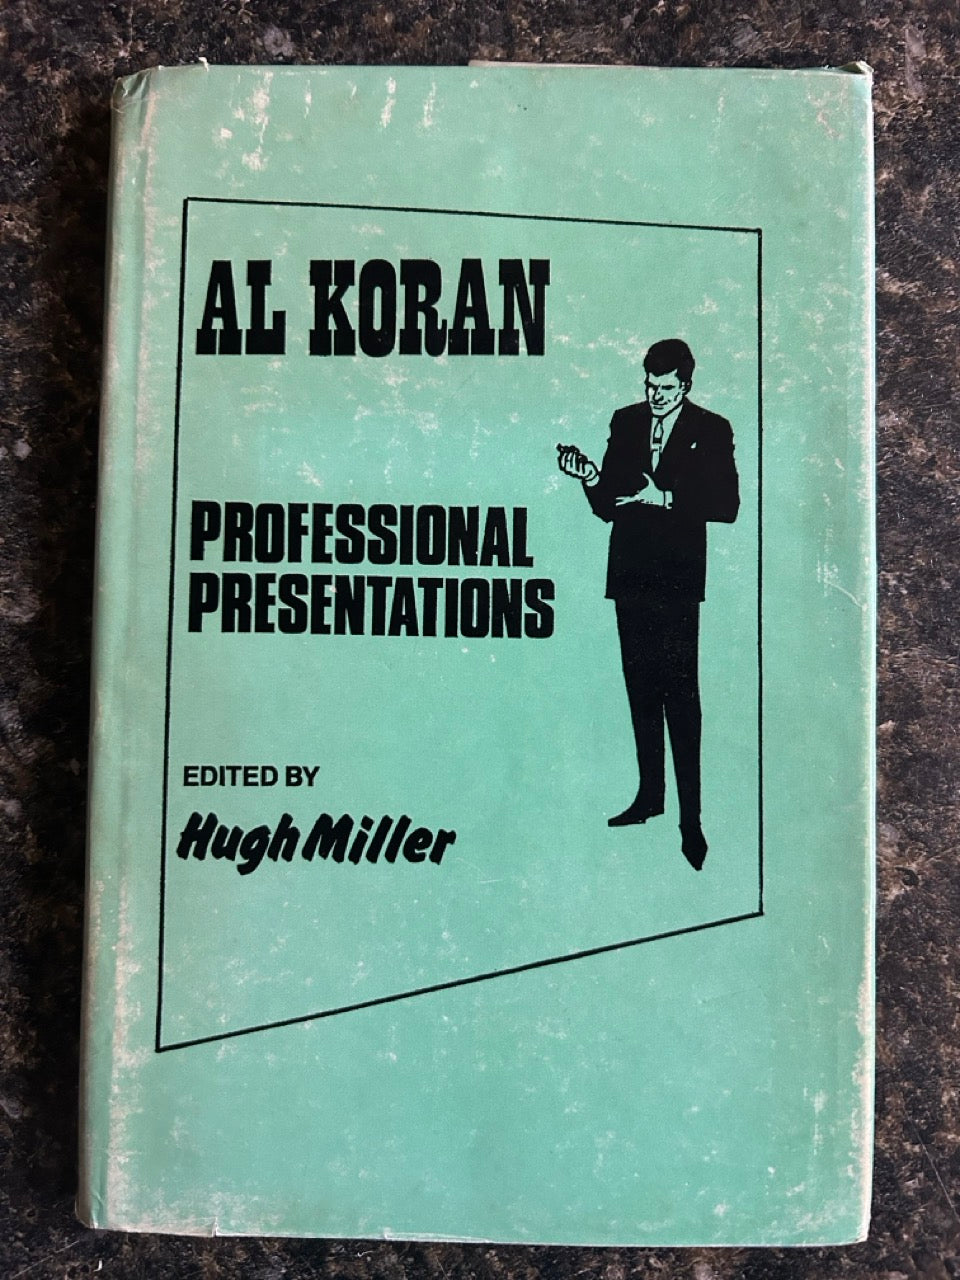 AL KORAN
PROFESSIONAL
PRESENTATIONS
EDITED BY
Hugh Miller